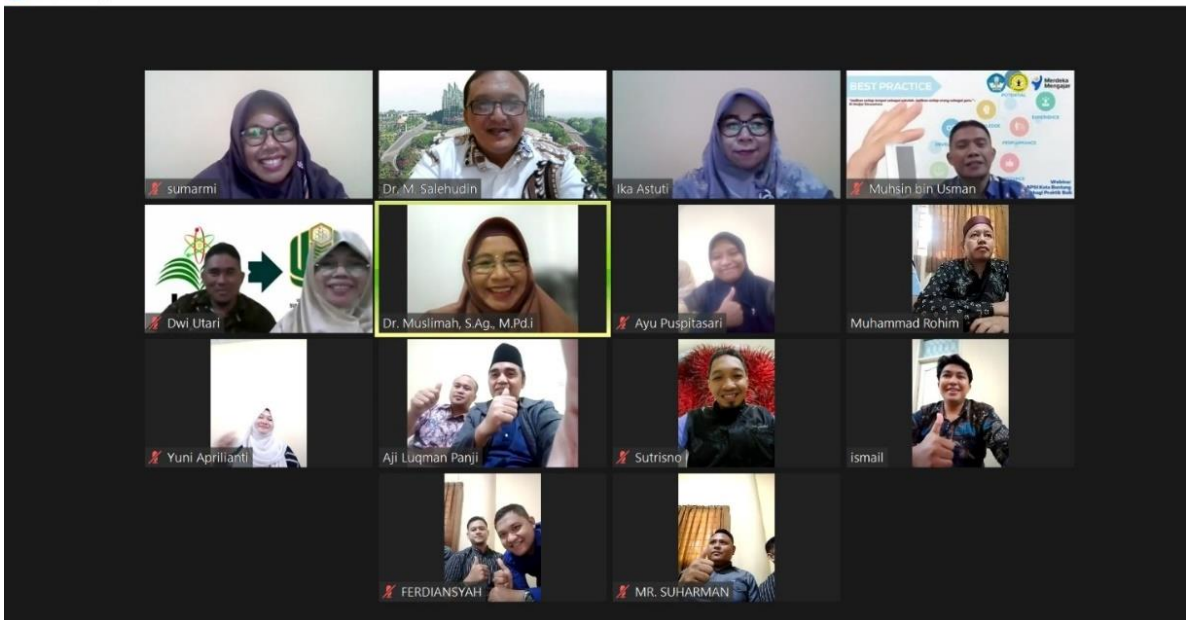 BEST PRACTICE
Merdeka
Mengajar
sumarmi
Dr. M. Salehudin
Ika Astuti
Muhsin bin Usman
Webinar
Dwi Utari
Dr. Muslimah, S.Ag., M.Pd.i
Ayu Puspitasari
Muhammad Rohim
Yuni Aprilianti
Aji Luqman Panji
Sutrisno
ismail
FERDIANSYAH
MR. SUHARMAN